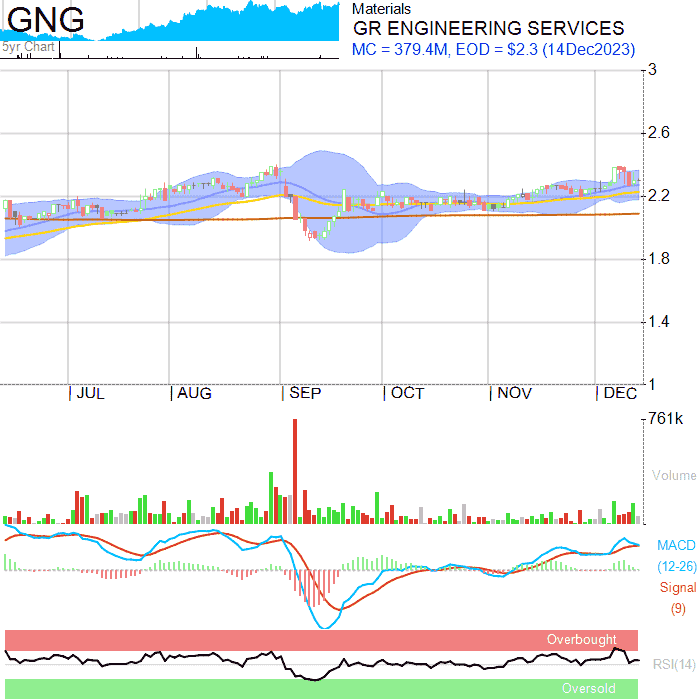 GNG
5yr Chart
Materials
GR ENGINEERING SERVICES
MC = 379.4M, EOD = $2.3 (14Dec2023)
3
2.6
2.2
1.8
1.4
1
JUL
AUG
SEP
OCT
NOV
DEC
761k
Volume
MACD
(12-26)
Signal
(9)
Overbought
RSI(14)
Oversold